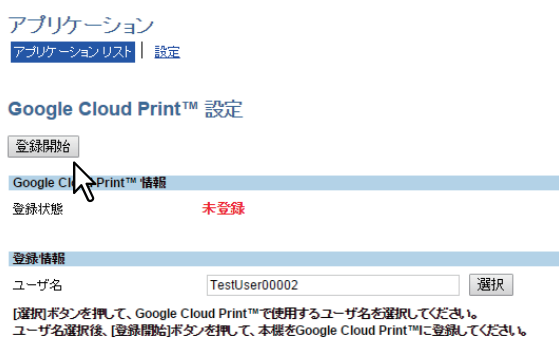 アプリケーション
アプリケーションリスト | 設定
Google Cloud Print™ 設定
登録開始
Google Cloud Print™ 情報
登録状態 未登録
登録情報
ユーザ名 TestUser00002 選択
[選択]ボタンを押して、Google Cloud Print™で使用するユーザ名を選択してください。
ユーザ名選択後、[登録開始]ボタンを押して、本機をGoogle Cloud Print™に登録してください。